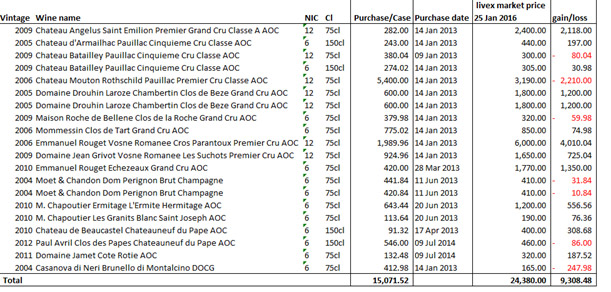 livex market price
Vintage Wine name NIC Cl Purchase/Case Purchase date 25 Jan 2016 gain/loss
2009 Chateau Angelus Saint Emilion Premier Grand Cru Classe A AOC 12 75cl 282.00 14 Jan 2013 2,400.00 2,118.00
2005 Chateau d'Armailhac Pauillac Cinquieme Cru Classe AOC 6 150cl 243.00 14 Jan 2013 440.00 197.00
2009 Chateau Batailley Pauillac Cinquieme Cru Classe AOC 12 75cl 380.04 09 Jan 2013 300.00 - 80.04
2009 Chateau Batailley Pauillac Cinquieme Cru Classe AOC 6 150cl 274.02 14 Jan 2013 305.00 30.98
2006 Chateau Mouton Rothschild Pauillac Premier Cru Classe AOC 12 75cl 5,400.00 14 Jan 2013 3,190.00 - 2,210.00
2005 Domaine Drouhin Laroze Chambertin Clos de Beze Grand Cru AOC 12 75cl 600.00 14 Jan 2013 1,800.00 1,200.00
2005 Domaine Drouhin Laroze Chambertin Clos de Beze Grand Cru AOC 12 75cl 600.00 14 Jan 2013 1,800.00 1,200.00
2009 Maison Roche de Bellene Clos de la Roche Grand Cru AOC 6 75cl 379.98 14 Jan 2013 320.00 - 59.98
2006 Mommessin Clos de Tart Grand Cru AOC 6 75cl 775.02 14 Jan 2013 850.00 74.98
2006 Emmanuel Rouget Vosne Romanee Cros Parantoux Premier Cru AOC 12 75cl 1,989.96 14 Jan 2013 6,000.00 4,010.04
2009 Domaine Jean Grivot Vosne Romanee Les Suchots Premier Cru AOC 12 75cl 924.96 14 Jan 2013 1,650.00 725.04
2010 Emmanuel Rouget Echezeaux Grand Cru AOC 6 75cl 420.00 28 Mar 2013 1,770.00 1,350.00
2004 Moet & Chandon Dom Perignon Brut Champagne 6 75cl 441.84 11 Jun 2013 410.00 - 31.84
2004 Moet & Chandon Dom Perignon Brut Champagne 6 75cl 420.84 11 Jun 2013 410.00 - 10.84
2010 M. Chapoutier Ermitage L'Ermite Hermitage AOC 6 75cl 643.44 20 Jun 2013 1,200.00 556.56
2010 M. Chapoutier Les Granits Blanc Saint Joseph AOC 6 75cl 113.64 20 Jun 2013 190.00 76.36
2010 Chateau de Beaucastel Chateauneuf du Pape AOC 6 150cl 91.32 17 Apr 2013 400.00 308.68
2012 Paul Avril Clos des Papes Chateauneuf du Pape AOC 6 150cl 546.00 09 Jul 2014 460.00 - 86.00
2011 Domaine Jamet Cote Rotie AOC 6 75cl 132.48 09 Jul 2014 320.00 187.52
2004 Casanova di Neri Brunello di Montalcino DOCG 6 75cl 412.98 14 Jan 2013 165.00 - 247.98
Total 15,071.52 24,380.00 9,308.48